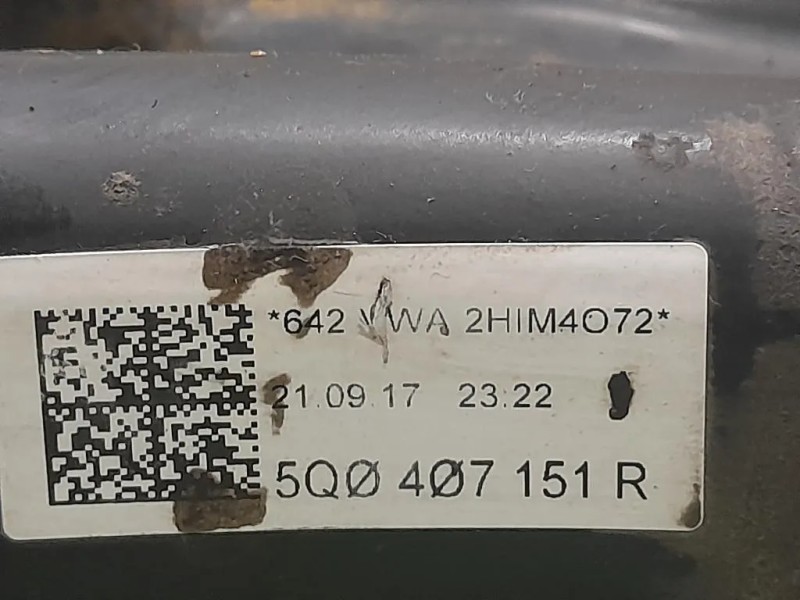 *642 VWA 2HIM4O72*
21.09.17 23:22
5QØ 4Ø7 151 R